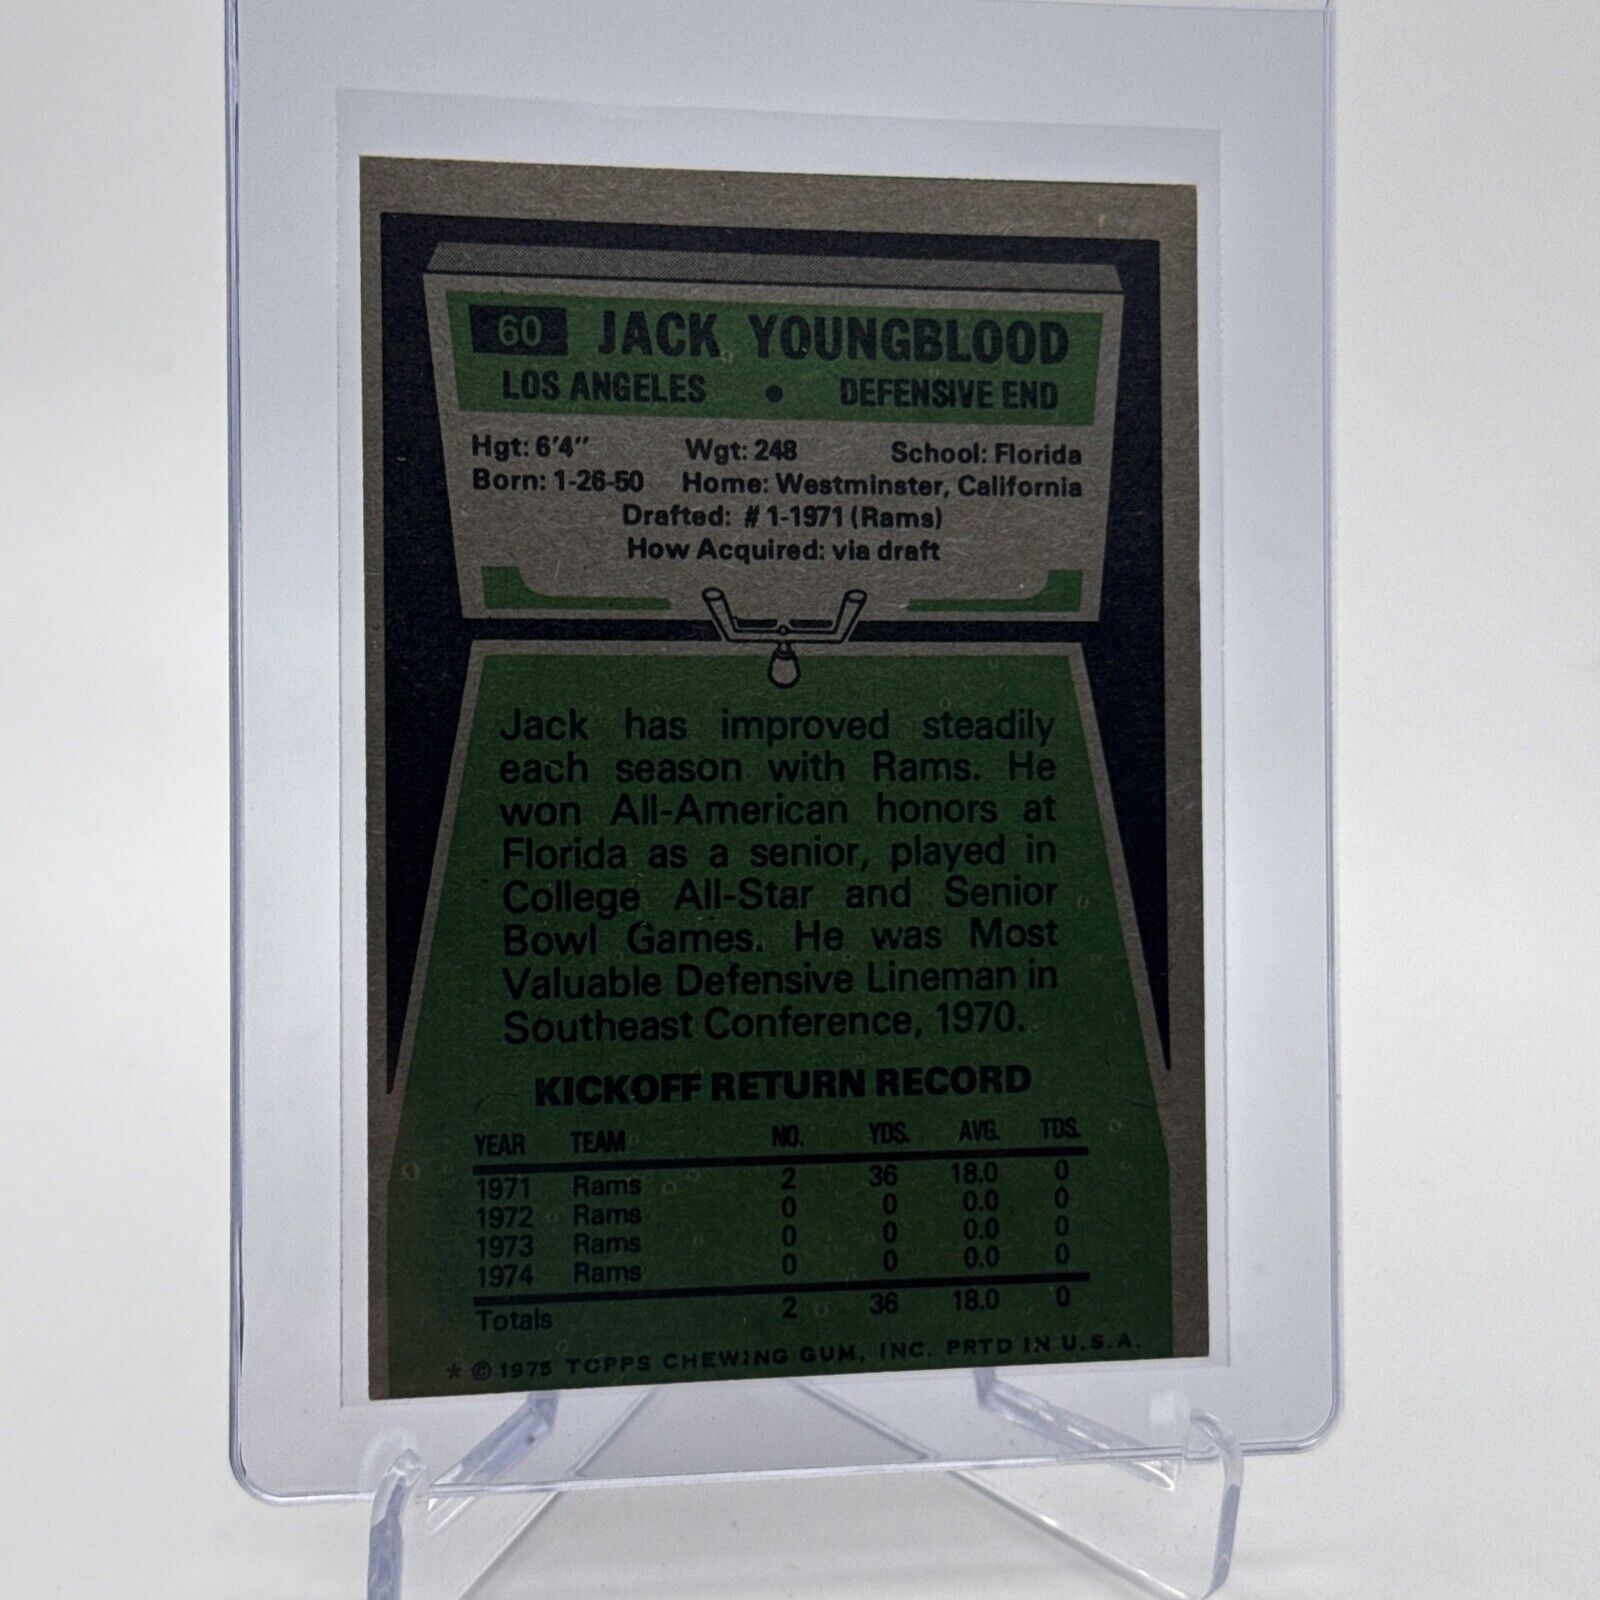 60 JACK YOUNGBLOOD
LOS ANGELES • DEFENSIVE END
Hgt: 6'4" Wgt: 248 School: Florida
Born: 1-26-50 Home: Westminster, California
Drafted: #1-1971 (Rams)
How Acquired: via draft
Jack has improved steadily
each season with Rams. He
won All-American honors at
Florida as a senior, played in
College All-Star and Senior
Bowl Games. He was Most
Valuable Defensive Lineman in
Southeast Conference, 1970.
KICKOFF RETURN RECORD
YEAR TEAM NO. YDS. AVG. TDS.
1971 Rams 2 36 18.0 0
1972 Rams 0 0 0.0 0
1973 Rams 0 0 0.0 0
1974 Rams 0 0 0.0 0
Totals 2 36 18.0 0
* © 1975 TOPPS CHEWING GUM, INC. PRTD IN U.S.A.